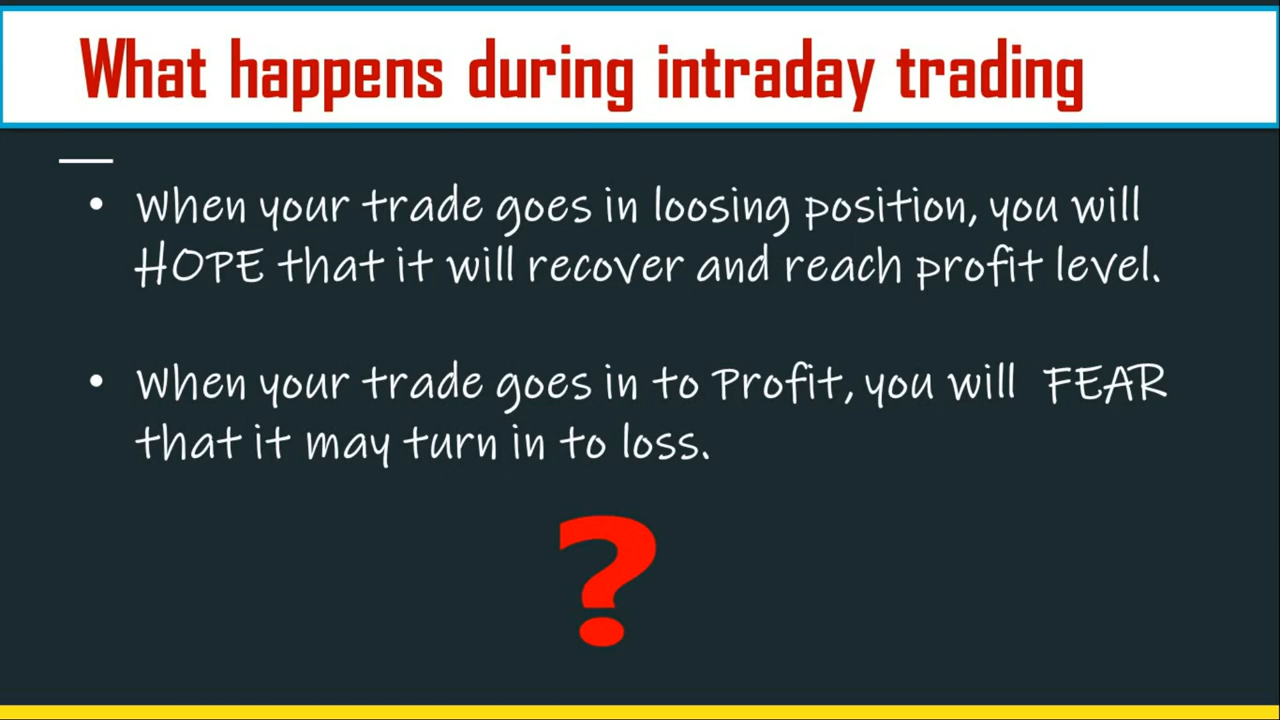 What happens during intraday trading
• When your trade goes in loosing position, you will
HOPE that it will recover and reach profit level.
• When your trade goes in to Profit, you will FEAR
that it may turn in to loss.
?